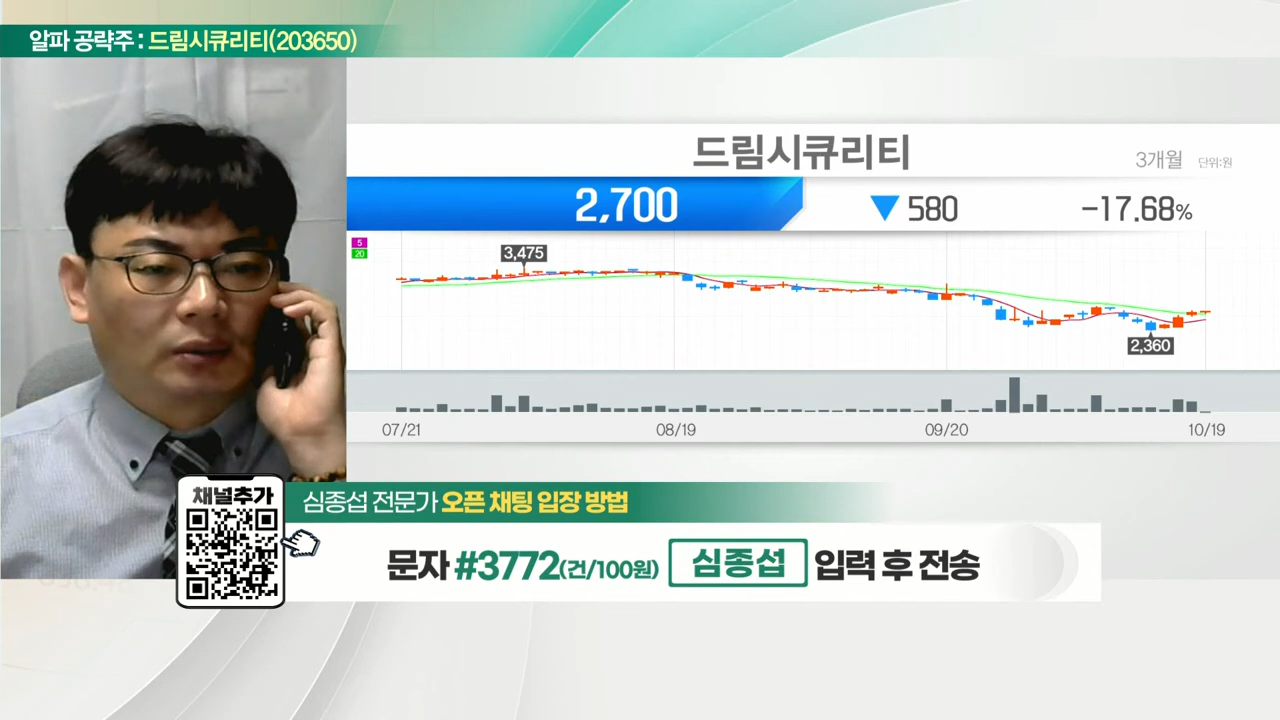 알파 공략주 : 드림시큐리티(203650)
드림시큐리티
3개월 단위:원
2,700 ▼ 580 -17.68%
5
20
3,475
2,360
07/21 08/19 09/20 10/19
채널추가
심종섭 전문가 오픈 채팅 입장 방법
문자 #3772(건/100원) 심종섭 입력 후 전송